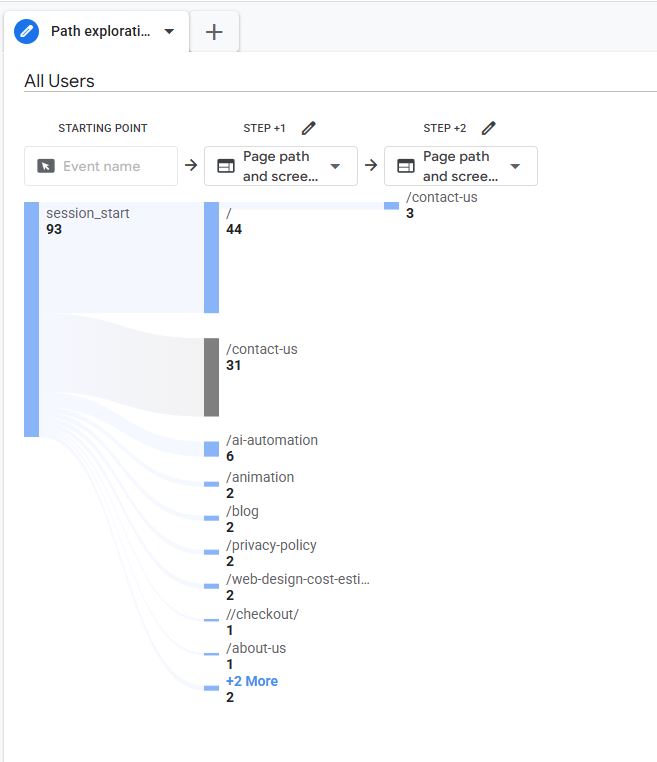 Path explorati...
All Users
STARTING POINT
STEP +1
STEP +2
Event name
Page path
and scree...
Page path
and scree...
session_start
93
/
44
/contact-us
3
/contact-us
31
/ai-automation
6
/animation
2
/blog
2
/privacy-policy
2
/web-design-cost-esti...
2
//checkout/
1
/about-us
1
+2 More
2